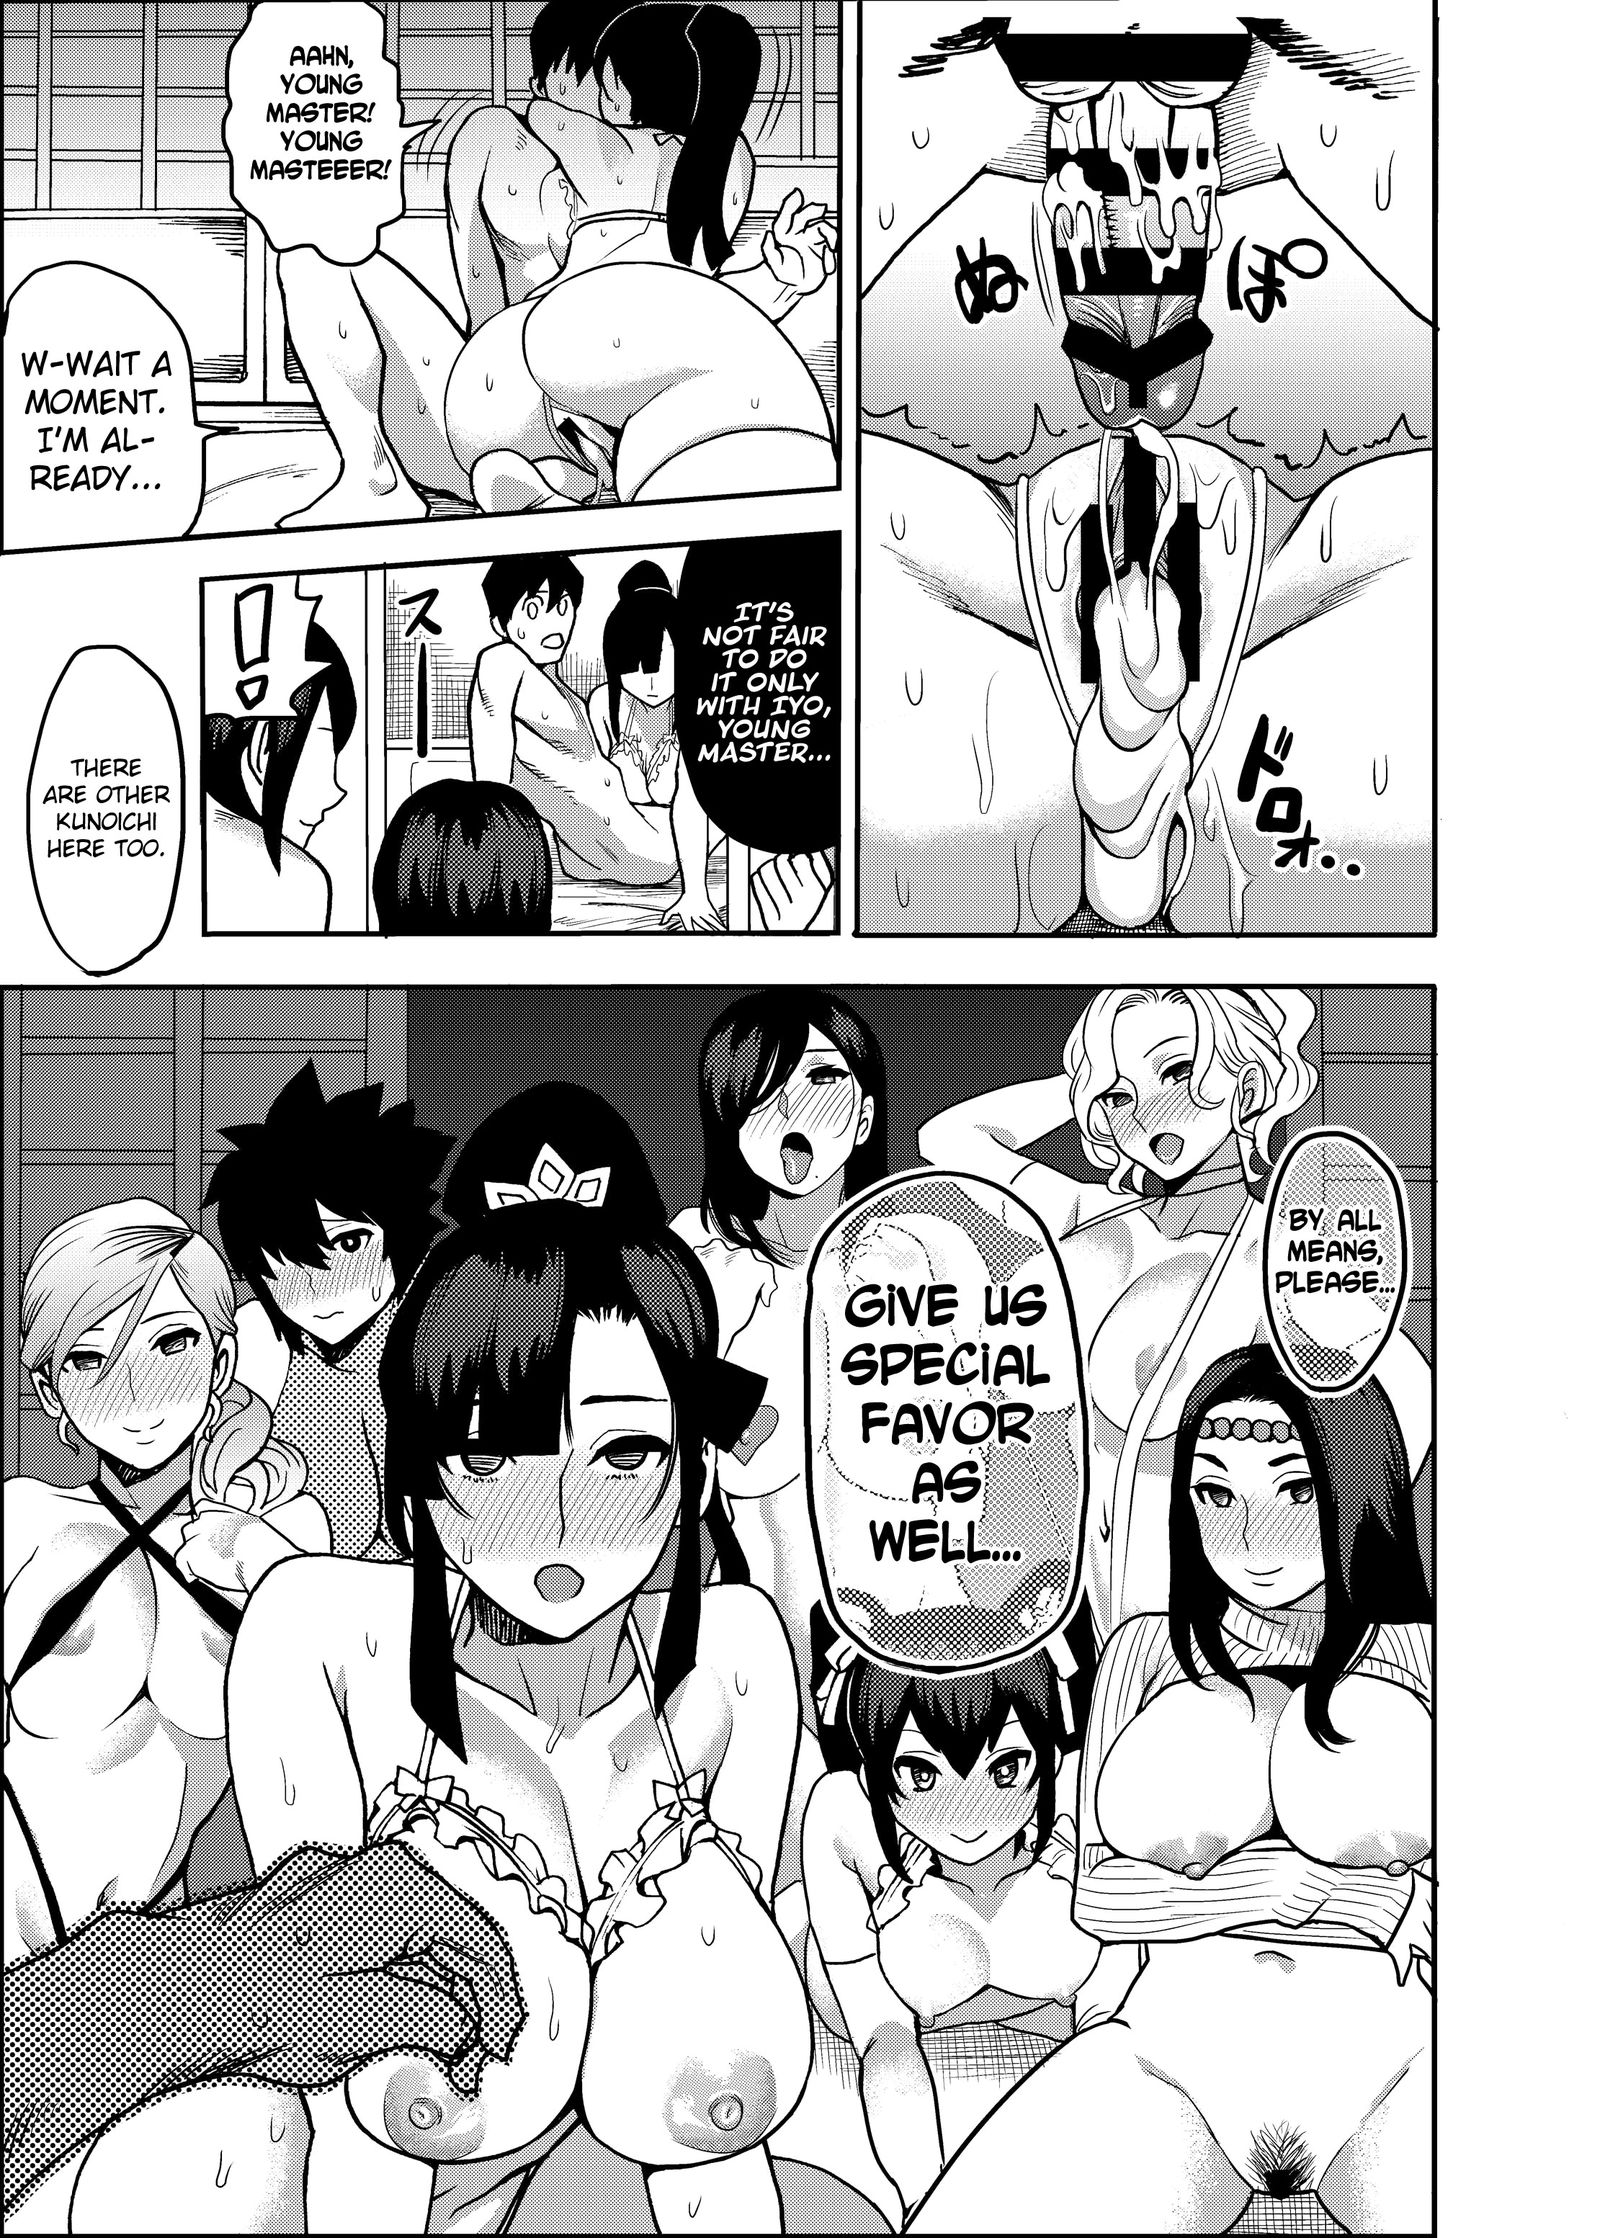 ぬぽ
ドロォ..
AAHN,
YOUNG
MASTER!
YOUNG
MASTEEER!
W-WAIT A
MOMENT.
I'M AL-
READY...
IT'S
NOT FAIR
TO DO
IT ONLY
WITH IYO,
YOUNG
MASTER...
スー
!
THERE
ARE OTHER
KUNOICHI
HERE TOO.
BY ALL
MEANS,
PLEASE...
GIVE US
SPECIAL
FAVOR
AS
WELL...